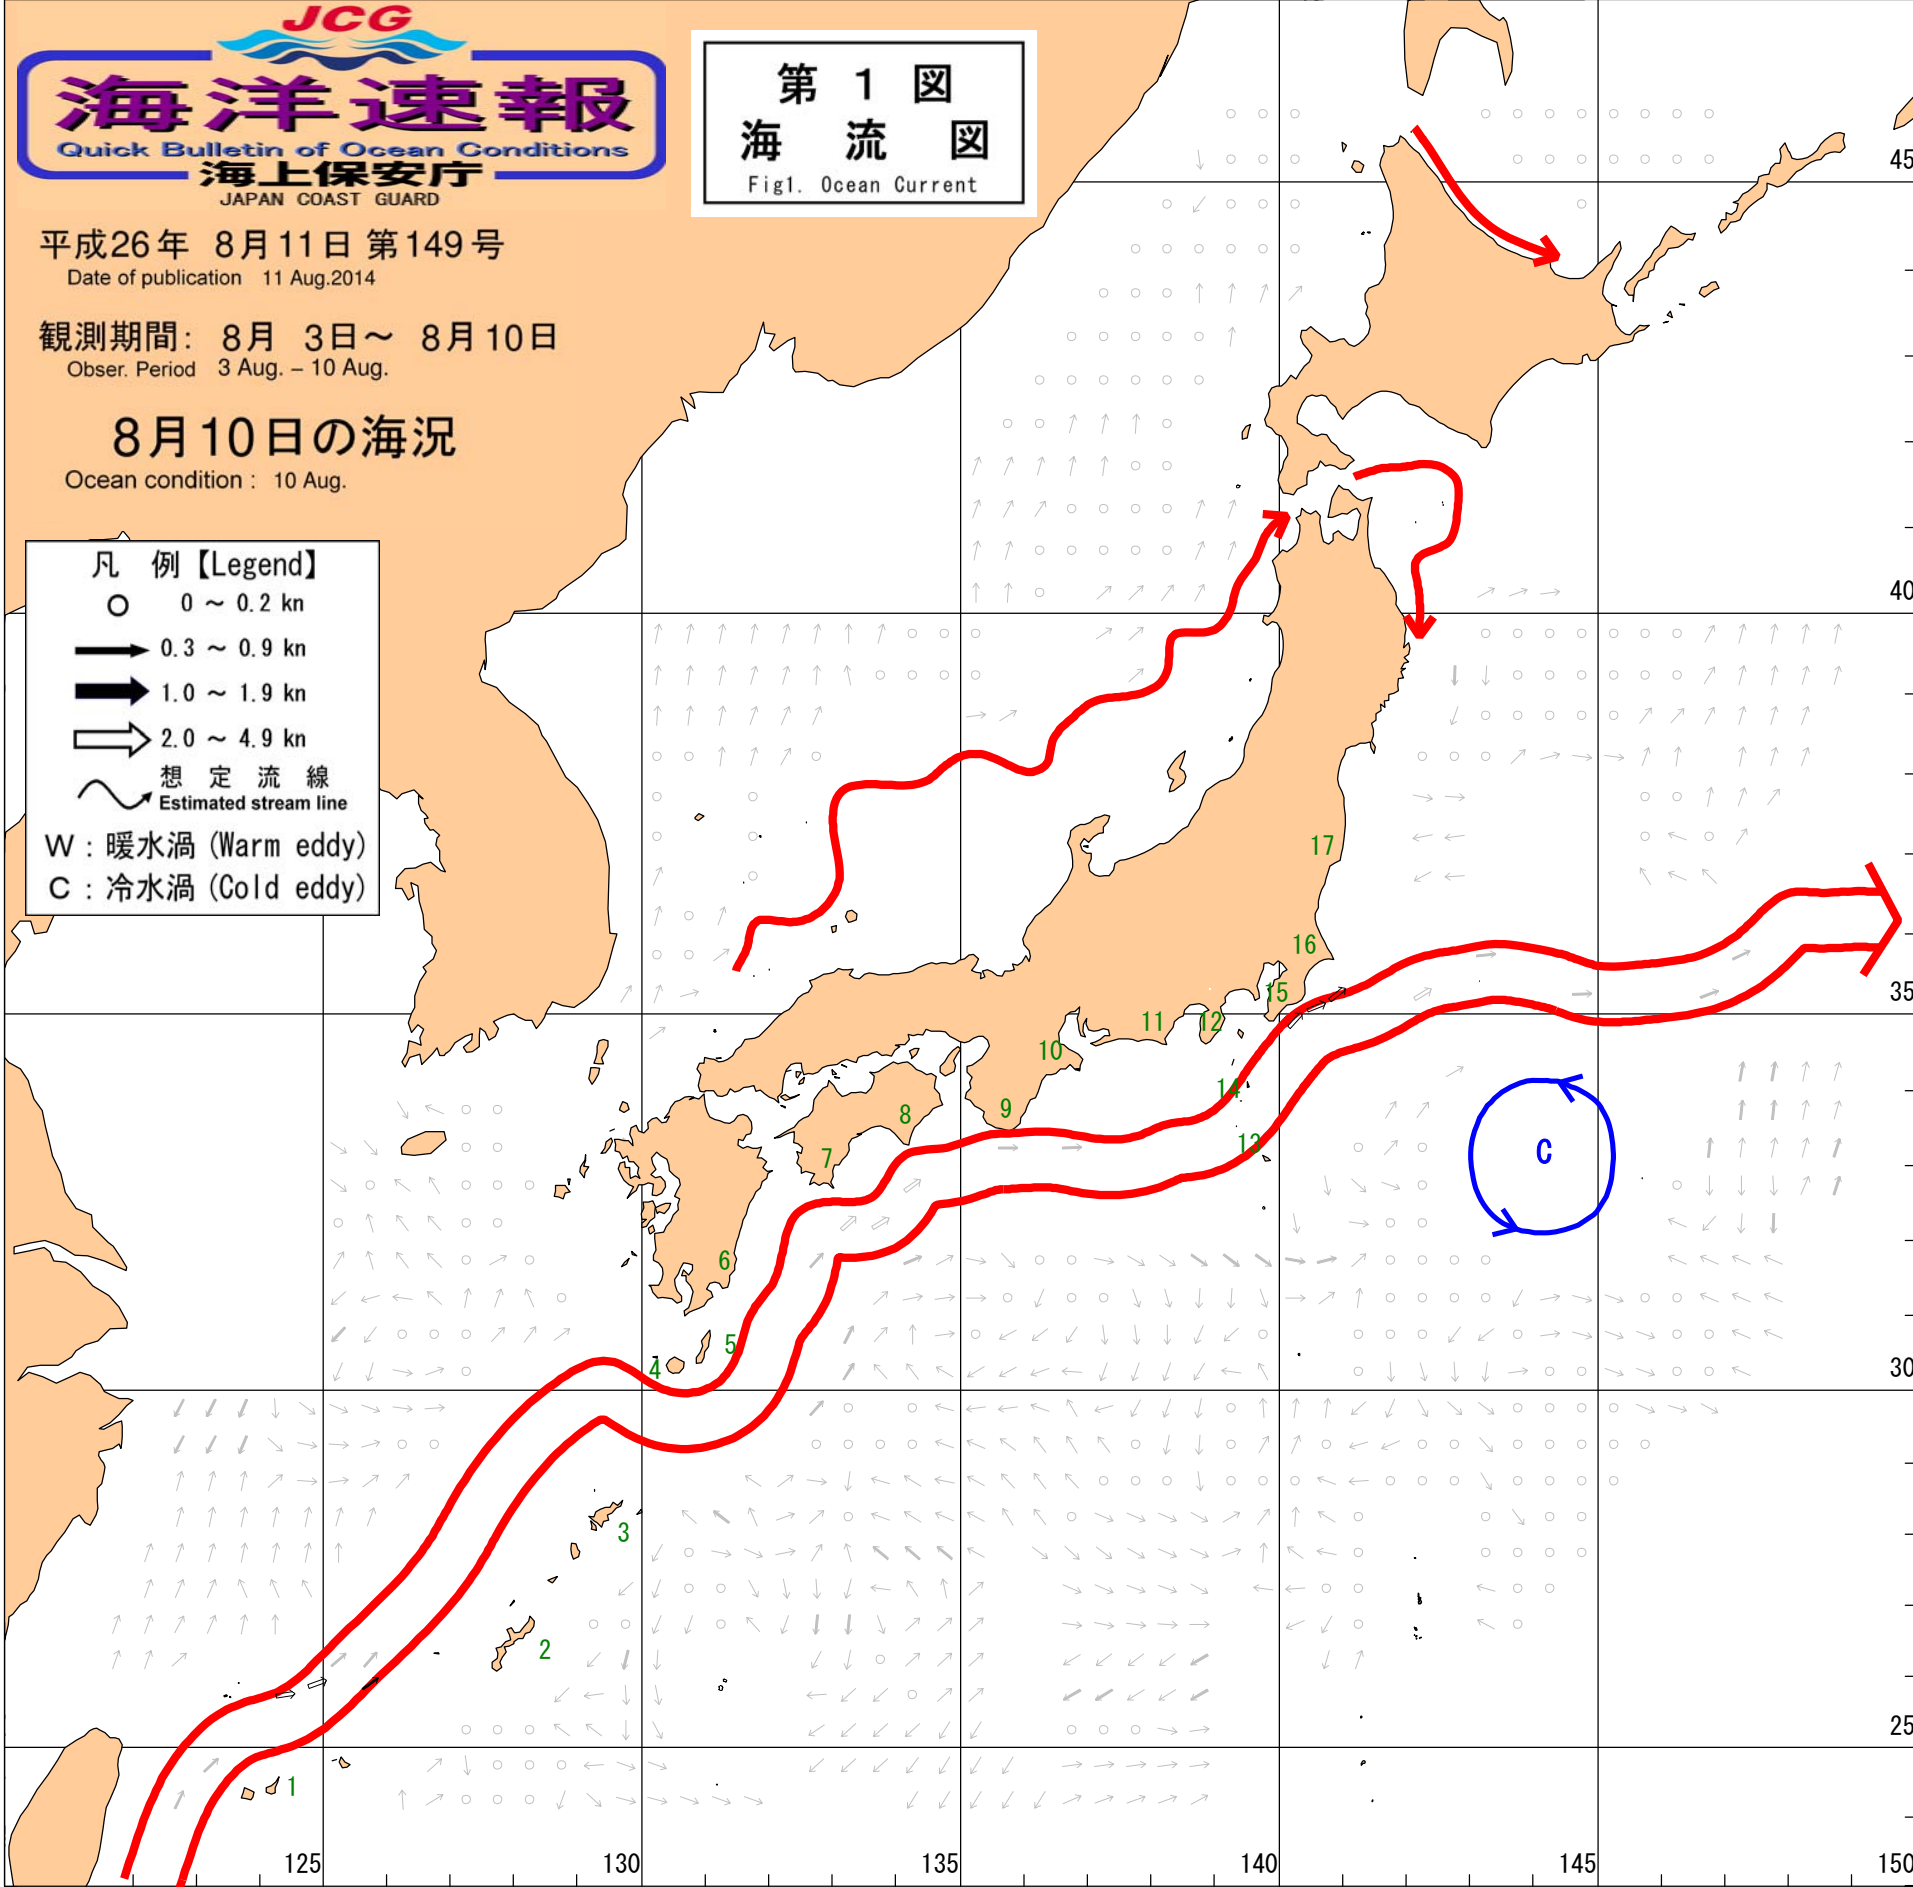 JCG
海洋速報
Quick Bulletin of Ocean Conditions
海上保安庁
JAPAN COAST GUARD
平成26年 8月11日 第149号
Date of publication 11 Aug.2014
観測期間: 8月 3日～ 8月10日
Obser. Period 3 Aug. – 10 Aug.
8月10日の海況
Ocean condition : 10 Aug.
第 1 図
海 流 図
Fig1. Ocean Current
凡 例【Legend】
0 ～ 0.2 kn
0.3 ～ 0.9 kn
1.0 ～ 1.9 kn
2.0 ～ 4.9 kn
想 定 流 線
Estimated stream line
W : 暖水渦 (Warm eddy)
C : 冷水渦 (Cold eddy)
45
40
17
16
35
15
12
11
10
14
9
8
13
7
C
6
5
4
30
3
2
25
1
125
130
135
140
145
150